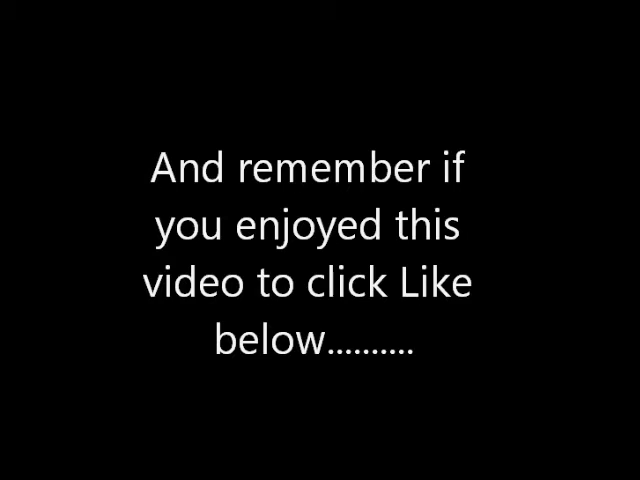 And remember if
you enjoyed this
video to click Like
below..........